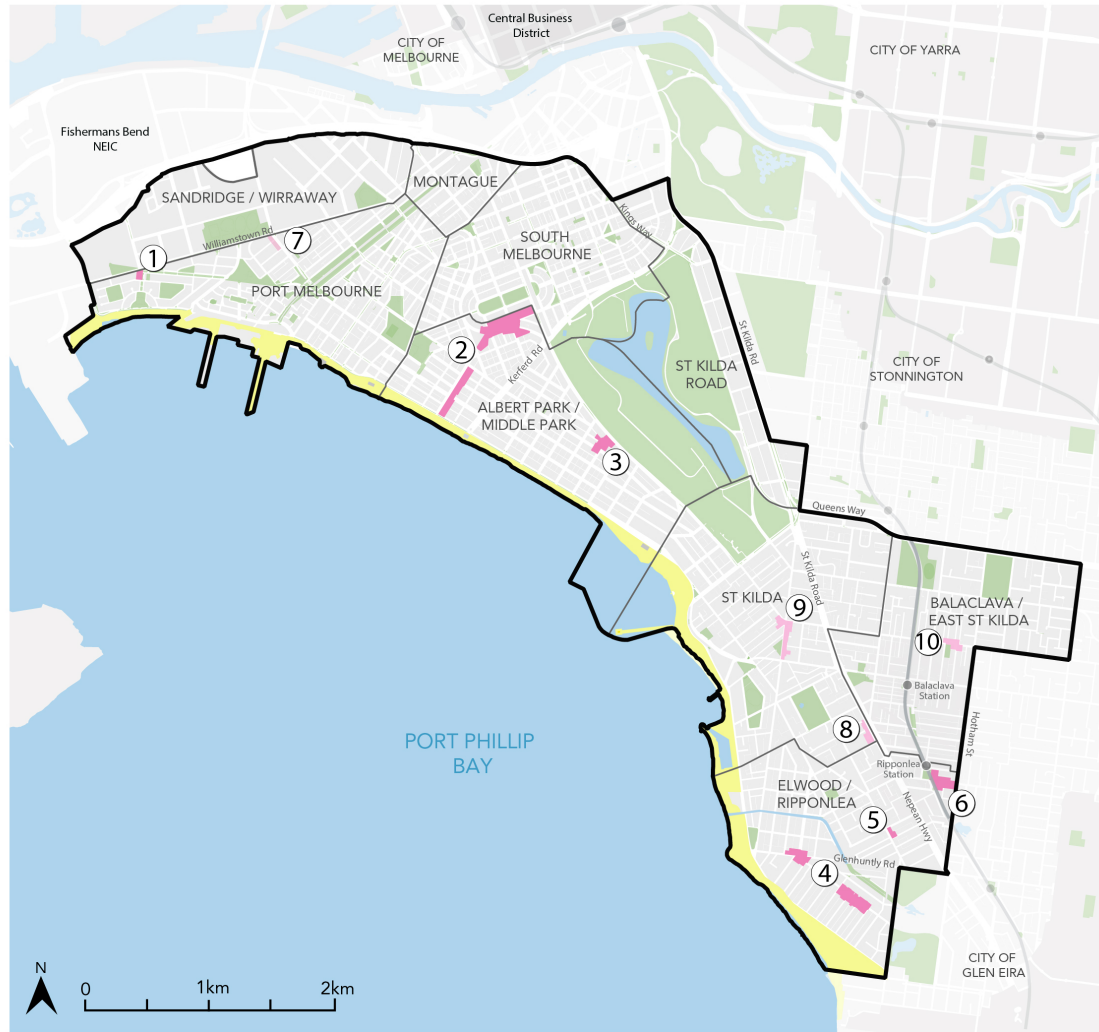 Central Business
District
CITY OF
MELBOURNE
CITY OF YARRA
Fishermans Bend
NEIC
MONTAGUE
SANDRIDGE / WIRRAWAY
Kings Way
Williamstown Rd
7
SOUTH
MELBOURNE
1
PORT MELBOURNE
St Kilda Rd
2
Kerferd Rd
ST KILDA
ROAD
CITY OF
STONNINGTON
ALBERT PARK /
MIDDLE PARK
3
Queens Way
St Kilda Road
ST KILDA
9
BALACLAVA /
EAST ST KILDA
10
Balaclava
Station
Hotham St
8
PORT PHILLIP
BAY
Ripponlea
Station
ELWOOD /
RIPPONLEA
Nepean Hwy
6
5
Glenhuntly Rd
4
CITY OF
GLEN EIRA
N
0
1km
2km